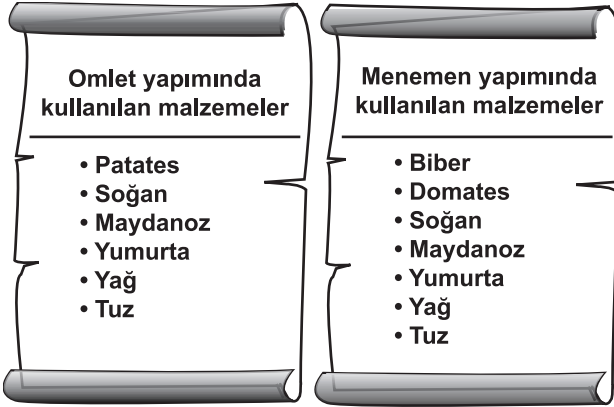 Omlet yapımında
kullanılan malzemeler
• Patates
• Soğan
• Maydanoz
• Yumurta
• Yağ
• Tuz
Menemen yapımında
kullanılan malzemeler
• Biber
• Domates
• Soğan
• Maydanoz
• Yumurta
• Yağ
• Tuz